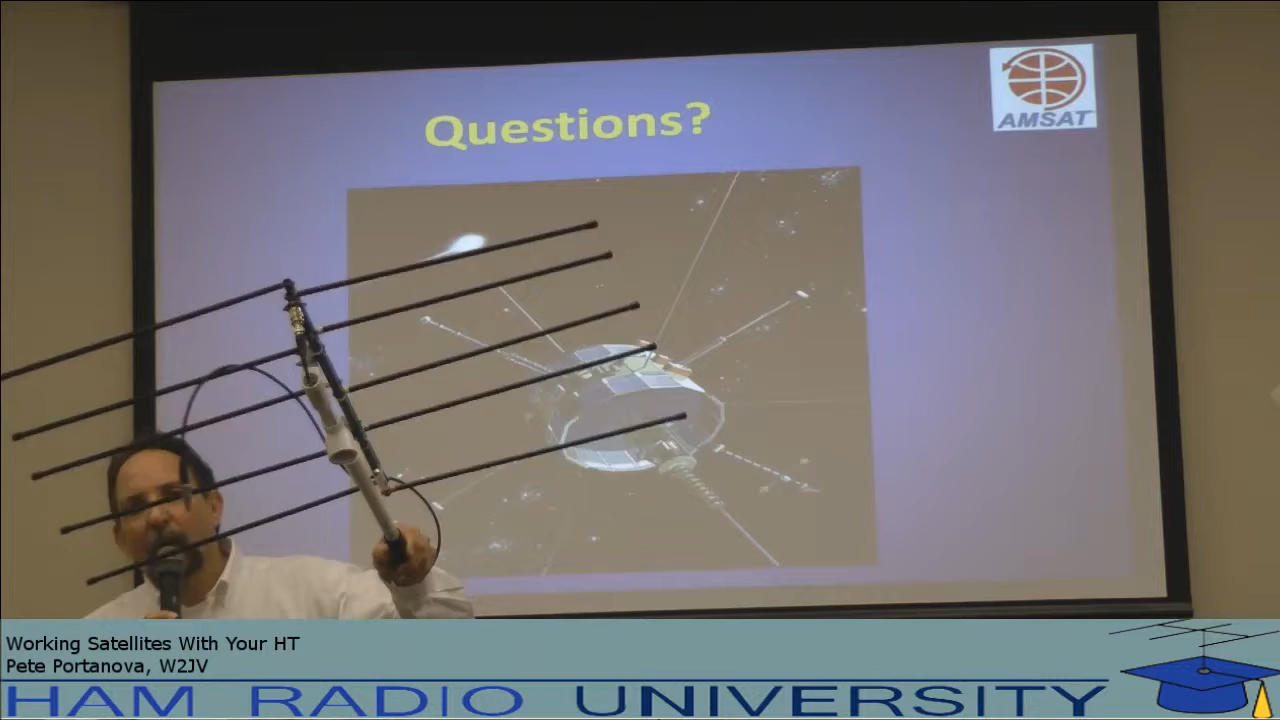 Questions?
AMSAT
Working Satellites With Your HT
Pete Portanova, W2JV
HAM RADIO UNIVERSITY